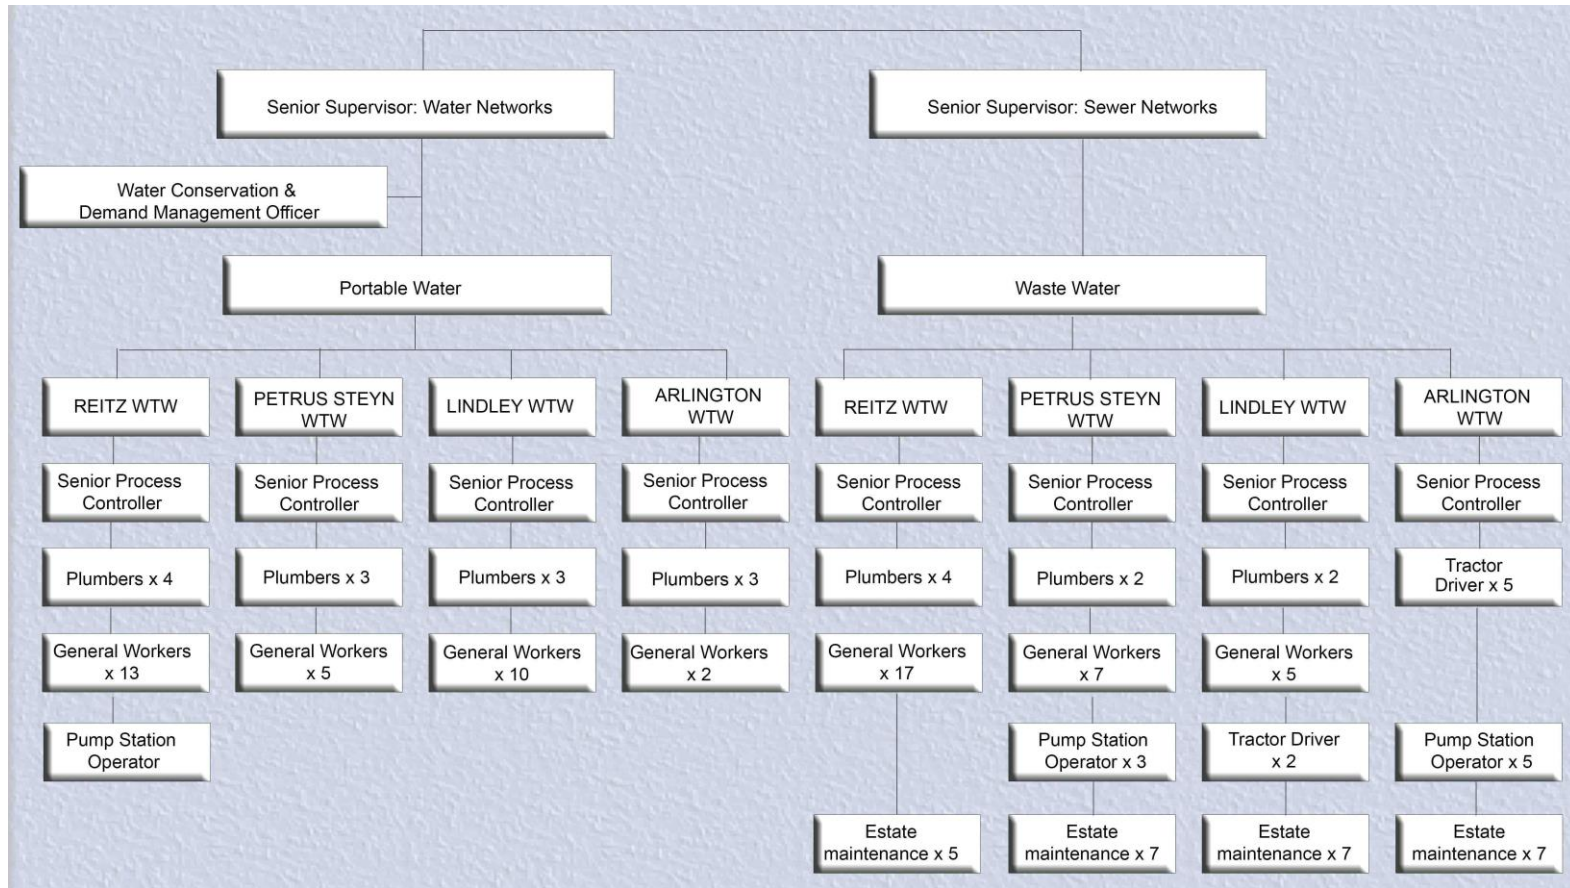 Senior Supervisor: Water Networks
Senior Supervisor: Sewer Networks
Water Conservation &
Demand Management Officer
Portable Water
Waste Water
REITZ WTW
PETRUS STEYN
WTW
LINDLEY WTW
ARLINGTON
WTW
REITZ WTW
PETRUS STEYN
WTW
LINDLEY WTW
ARLINGTON
WTW
Senior Process
Controller
Senior Process
Controller
Senior Process
Controller
Senior Process
Controller
Senior Process
Controller
Senior Process
Controller
Senior Process
Controller
Senior Process
Controller
Plumbers x 4
Plumbers x 3
Plumbers x 3
Plumbers x 3
Plumbers x 4
Plumbers x 2
Plumbers x 2
Tractor
Driver x 5
General Workers
x 13
General Workers
x 5
General Workers
x 10
General Workers
x 2
General Workers
x 17
General Workers
x 7
General Workers
x 5
Pump Station
Operator
Pump Station
Operator x 3
Tractor Driver
x 2
Pump Station
Operator x 5
Estate
maintenance x 5
Estate
maintenance x 7
Estate
maintenance x 7
Estate
maintenance x 7